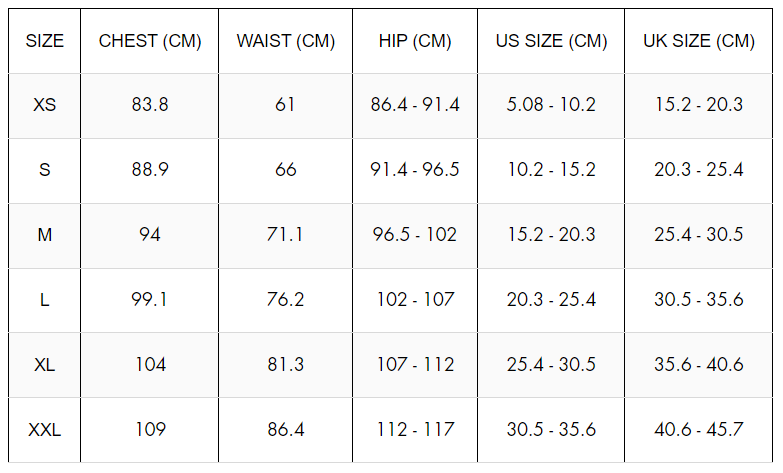 SIZE CHEST (CM) WAIST (CM) HIP (CM) US SIZE (CM) UK SIZE (CM)
XS 83.8 61 86.4 - 91.4 5.08 - 10.2 15.2 - 20.3
S 88.9 66 91.4 - 96.5 10.2 - 15.2 20.3 - 25.4
M 94 71.1 96.5 - 102 15.2 - 20.3 25.4 - 30.5
L 99.1 76.2 102 - 107 20.3 - 25.4 30.5 - 35.6
XL 104 81.3 107 - 112 25.4 - 30.5 35.6 - 40.6
XXL 109 86.4 112 - 117 30.5 - 35.6 40.6 - 45.7